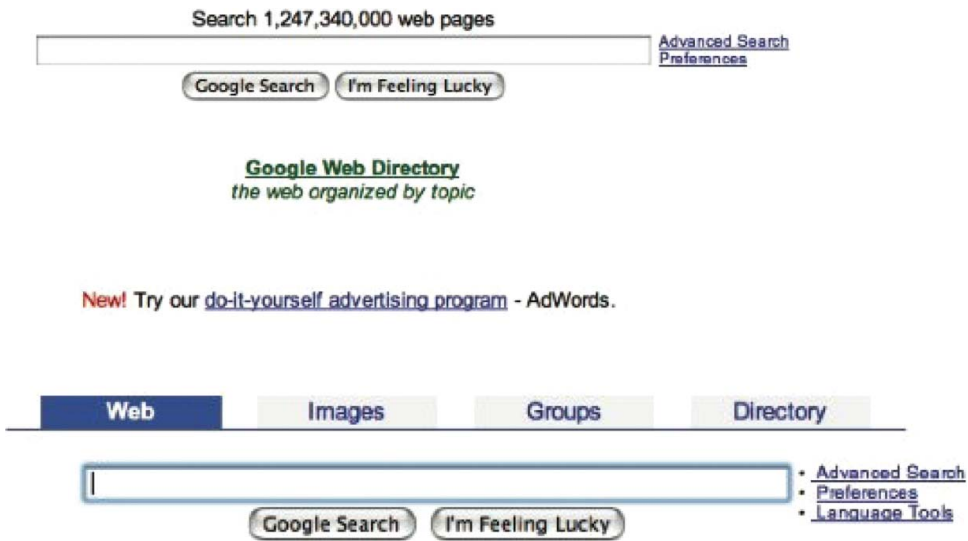 Search 1,247,340,000 web pages
Advanced Search
Preferences
Google Search I'm Feeling Lucky
Google Web Directory
the web organized by topic
New! Try our do-it-yourself advertising program - AdWords.
Web Images Groups Directory
• Advanced Search
• Preferences
• Language Tools
Google Search I'm Feeling Lucky